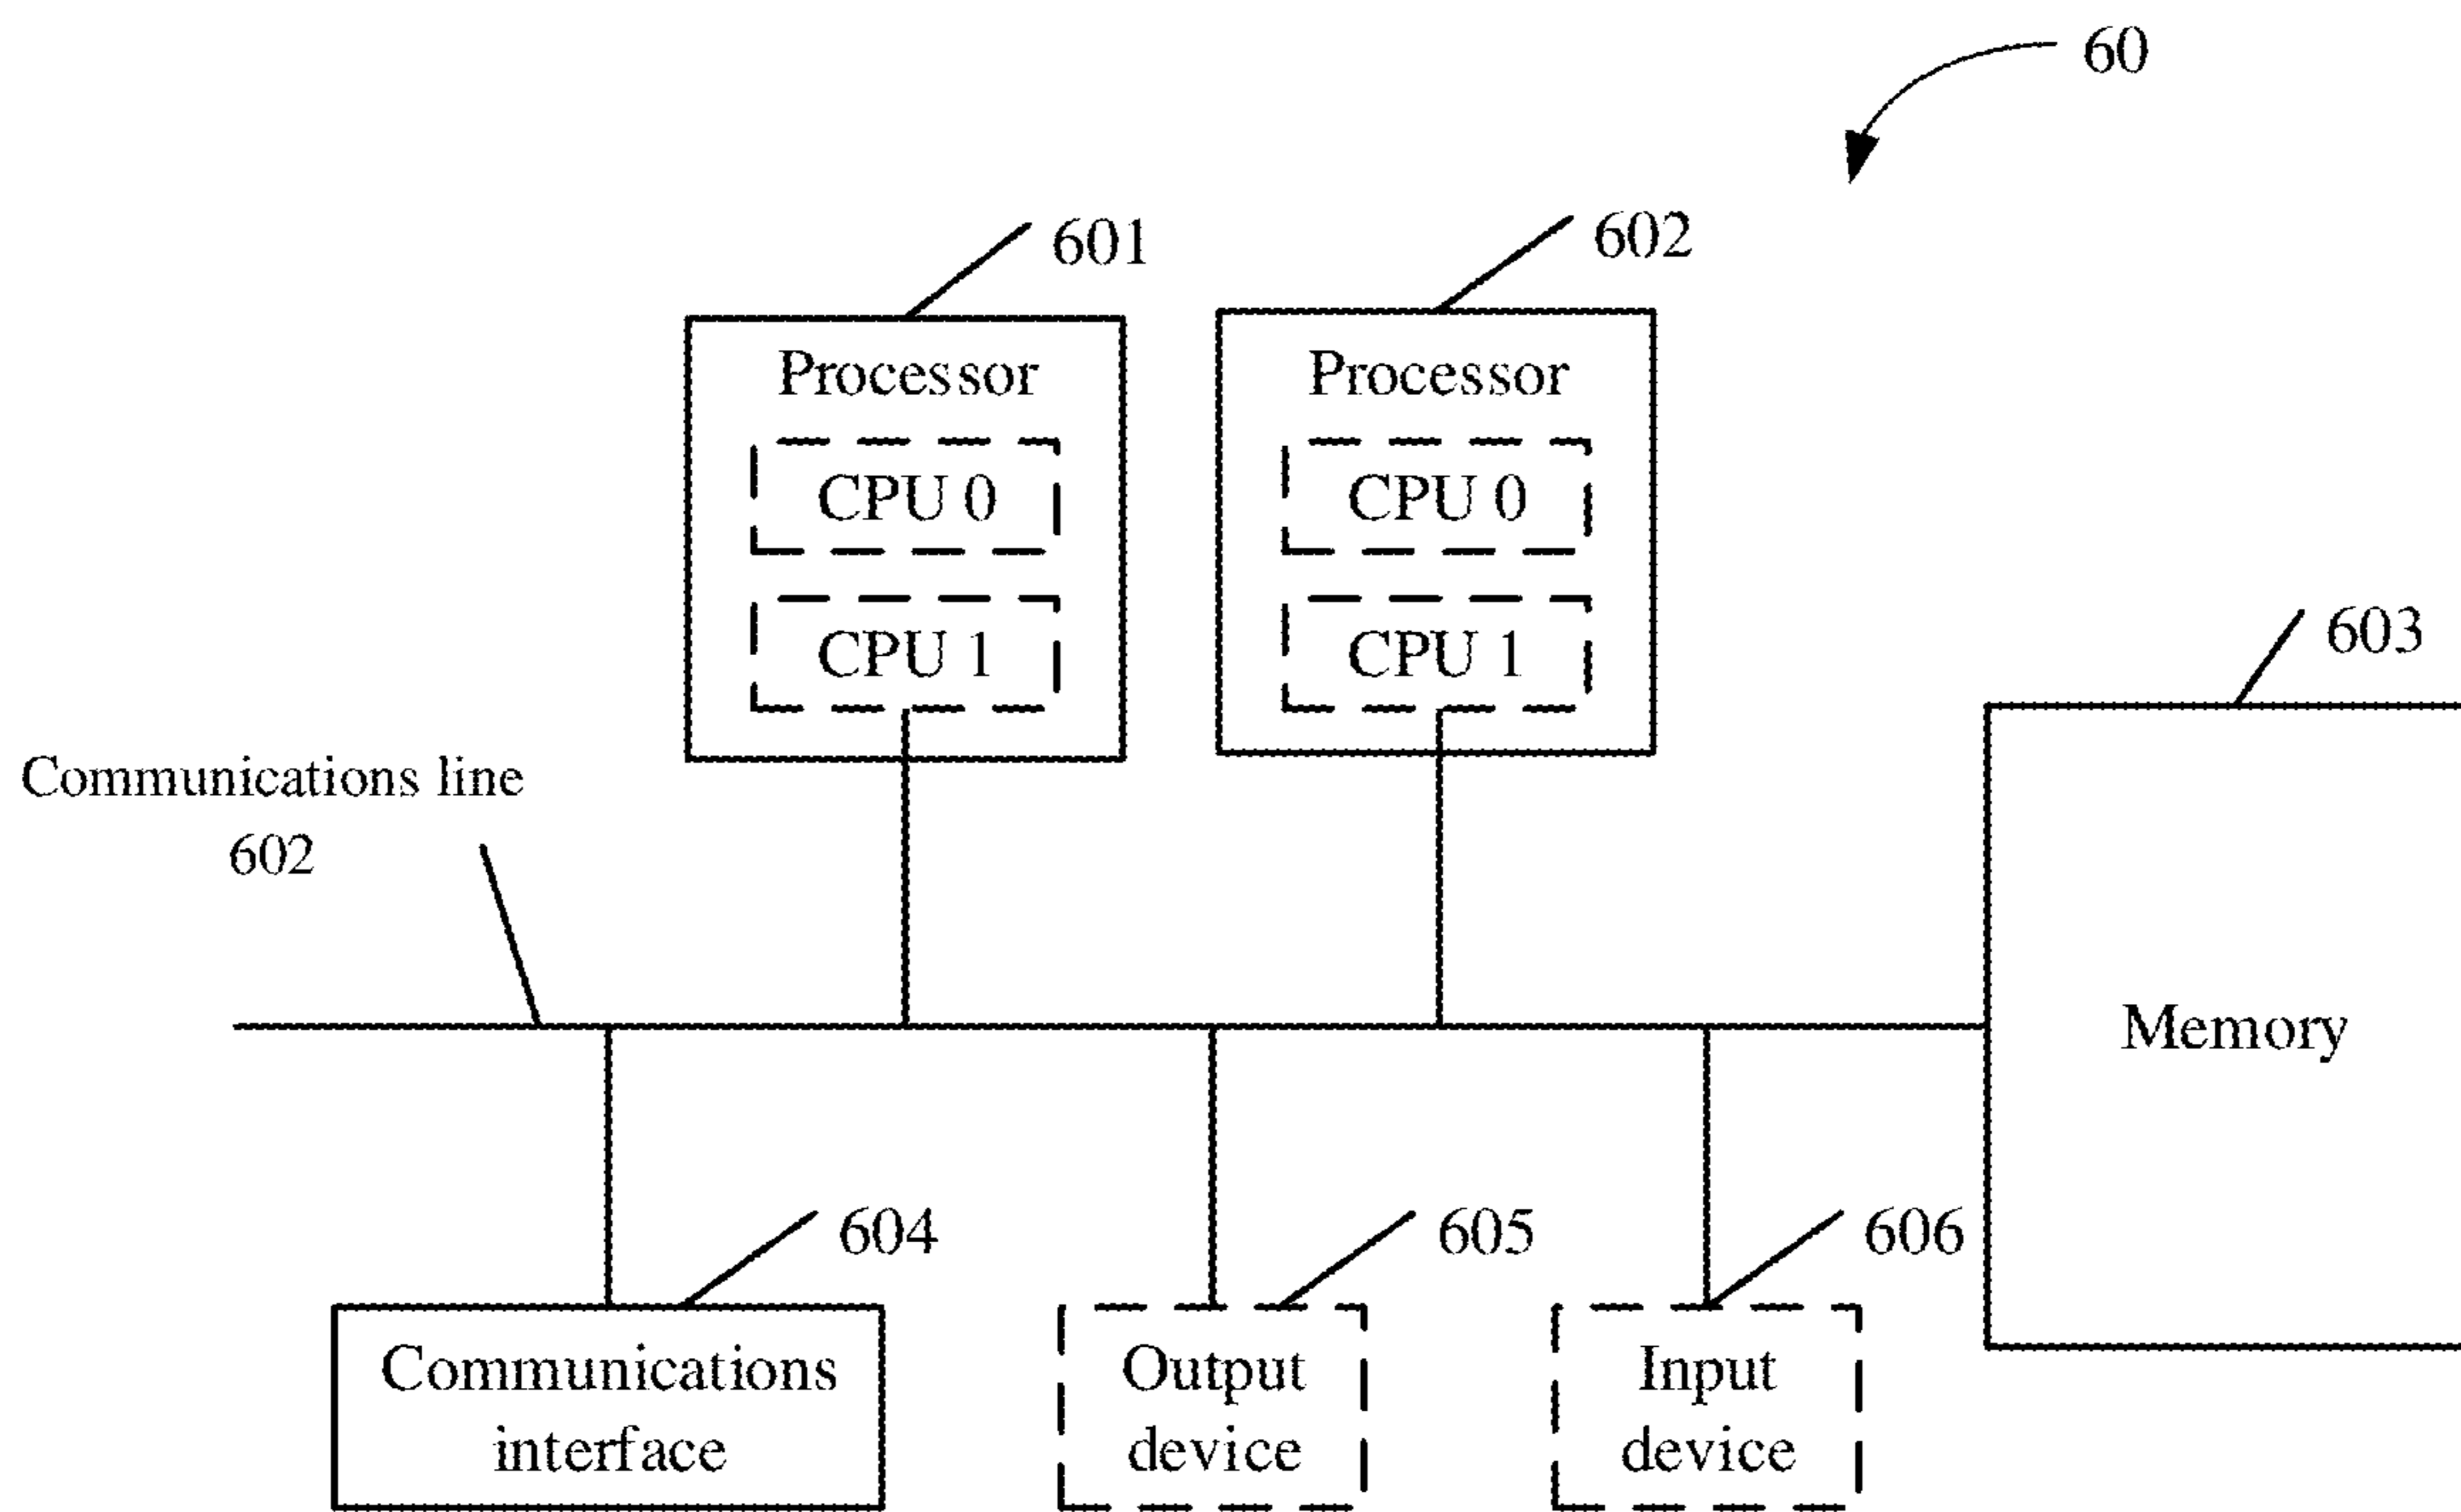 60
601
602
Processor
Processor
CPU 0
CPU 0
CPU 1
CPU 1
603
Communications line
602
Memory
604
605
606
Communications
interface
Output
device
Input
device